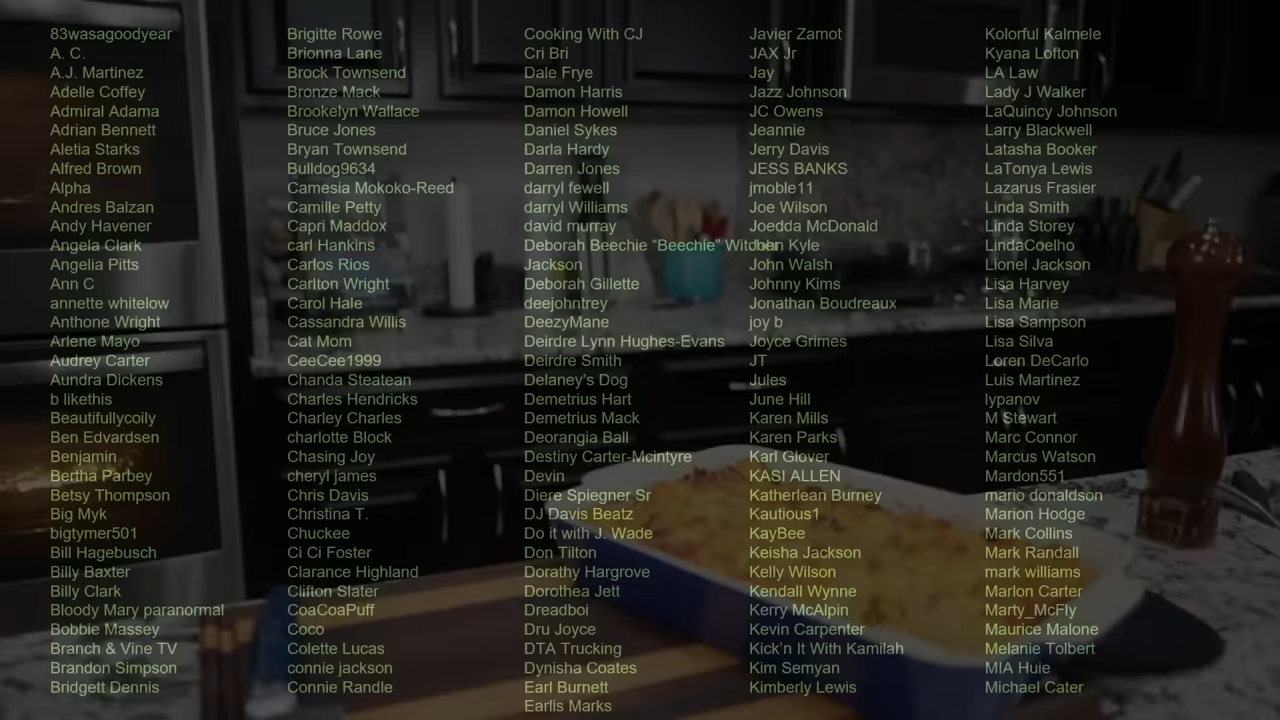 83wasagoodyear
A. C.
A.J. Martinez
Adelle Coffey
Admiral Adama
Adrian Bennett
Aletia Starks
Alfred Brown
Alpha
Andres Balzan
Andy Havener
Angela Clark
Angelia Pitts
Ann C
annette whitelow
Anthone Wright
Arlene Mayo
Audrey Carter
Aundra Dickens
b likethis
Beautifullycoily
Ben Edvardsen
Benjamin
Bertha Parbey
Betsy Thompson
Big Myk
bigtymer501
Bill Hagebusch
Billy Baxter
Billy Clark
Bloody Mary paranormal
Bobbie Massey
Branch & Vine TV
Brandon Simpson
Bridgett Dennis
Brigitte Rowe
Brionna Lane
Brock Townsend
Bronze Mack
Brookelyn Wallace
Bruce Jones
Bryan Townsend
Bulldog9634
Camesia Mokoko-Reed
Camille Petty
Capri Maddox
carl Hankins
Carlos Rios
Carlton Wright
Carol Hale
Cassandra Willis
Cat Mom
CeeCee1999
Chanda Steatean
Charles Hendricks
Charley Charles
charlotte Block
Chasing Joy
cheryl james
Chris Davis
Christina T.
Chuckee
Ci Ci Foster
Clarance Highland
Clifton Slater
CoaCoaPuff
Coco
Colette Lucas
connie jackson
Connie Randle
Cooking With CJ
Cri Bri
Dale Frye
Damon Harris
Damon Howell
Daniel Sykes
Darla Hardy
Darren Jones
darryl fewell
darryl Williams
david murray
Deborah Beechie “Beechie” Witcher
Jackson
Deborah Gillette
deejohntrey
DeezyMane
Deirdre Lynn Hughes-Evans
Deirdre Smith
Delaney's Dog
Demetrius Hart
Demetrius Mack
Deorangia Ball
Destiny Carter-Mcintyre
Devin
Diere Spiegner Sr
DJ Davis Beatz
Do it with J. Wade
Don Tilton
Dorathy Hargrove
Dorothea Jett
Dreadboi
Dru Joyce
DTA Trucking
Dynisha Coates
Earl Burnett
Earlis Marks
Javier Zamot
JAX Jr
Jay
Jazz Johnson
JC Owens
Jeannie
Jerry Davis
JESS BANKS
jmoble11
Joe Wilson
Joedda McDonald
John Kyle
John Walsh
Johnny Kims
Jonathan Boudreaux
joy b
Joyce Grimes
JT
Jules
June Hill
Karen Mills
Karen Parks
Karl Glover
KASI ALLEN
Katherlean Burney
Kautious1
KayBee
Keisha Jackson
Kelly Wilson
Kendall Wynne
Kerry McAlpin
Kevin Carpenter
Kick’n It With Kamilah
Kim Semyan
Kimberly Lewis
Kolorful Kalmele
Kyana Lofton
LA Law
Lady J Walker
LaQuincy Johnson
Larry Blackwell
Latasha Booker
LaTonya Lewis
Lazarus Frasier
Linda Smith
Linda Storey
LindaCoelho
Lionel Jackson
Lisa Harvey
Lisa Marie
Lisa Sampson
Lisa Silva
Loren DeCarlo
Luis Martinez
lypanov
M Stewart
Marc Connor
Marcus Watson
Mardon551
mario donaldson
Marion Hodge
Mark Collins
Mark Randall
mark williams
Marlon Carter
Marty_McFly
Maurice Malone
Melanie Tolbert
MIA Huie
Michael Cater